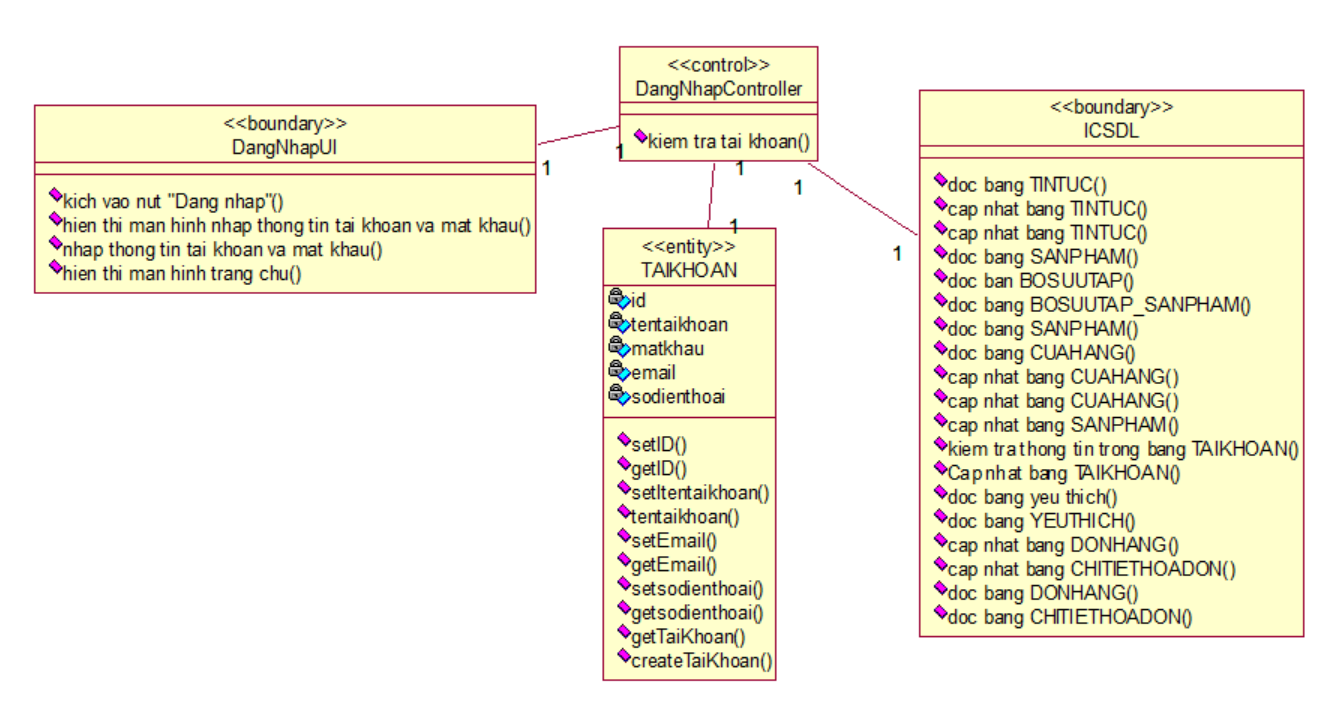 <<control>>
DangNhapController
kiem tra tai khoan()
<<boundary>>
DangNhapUI
kich vao nut "Dang nhap"()
hien thi man hinh nhap thong tin tai khoan va mat khau()
nhap thong tin tai khoan va mat khau()
hien thi man hinh trang chu()
1
1
1
1
1
1
<<entity>>
TAIKHOAN
id
tentaikhoan
matkhau
email
sodienthoai
setID()
getID()
setItentaikhoan()
tentaikhoan()
setEmail()
getEmail()
setsodienthoai()
getsodienthoai()
getTaiKhoan()
createTaiKhoan()
<<boundary>>
ICSDL
doc bang TINTUC()
cap nhat bang TINTUC()
cap nhat bang TINTUC()
doc bang SANPHAM()
doc ban BOSUUTAP()
doc bang BOSUUTAP_SANPHAM()
doc bang SANPHAM()
doc bang CUAHANG()
cap nhat bang CUAHANG()
cap nhat bang CUAHANG()
cap nhat bang SANPHAM()
kiem tra thong tin trong bang TAIKHOAN()
Cap nhat bang TAIKHOAN()
doc bang yeu thich()
doc bang YEUTHICH()
cap nhat bang DONHANG()
cap nhat bang CHITIETHOADON()
doc bang DONHANG()
doc bang CHITIETHOADON()